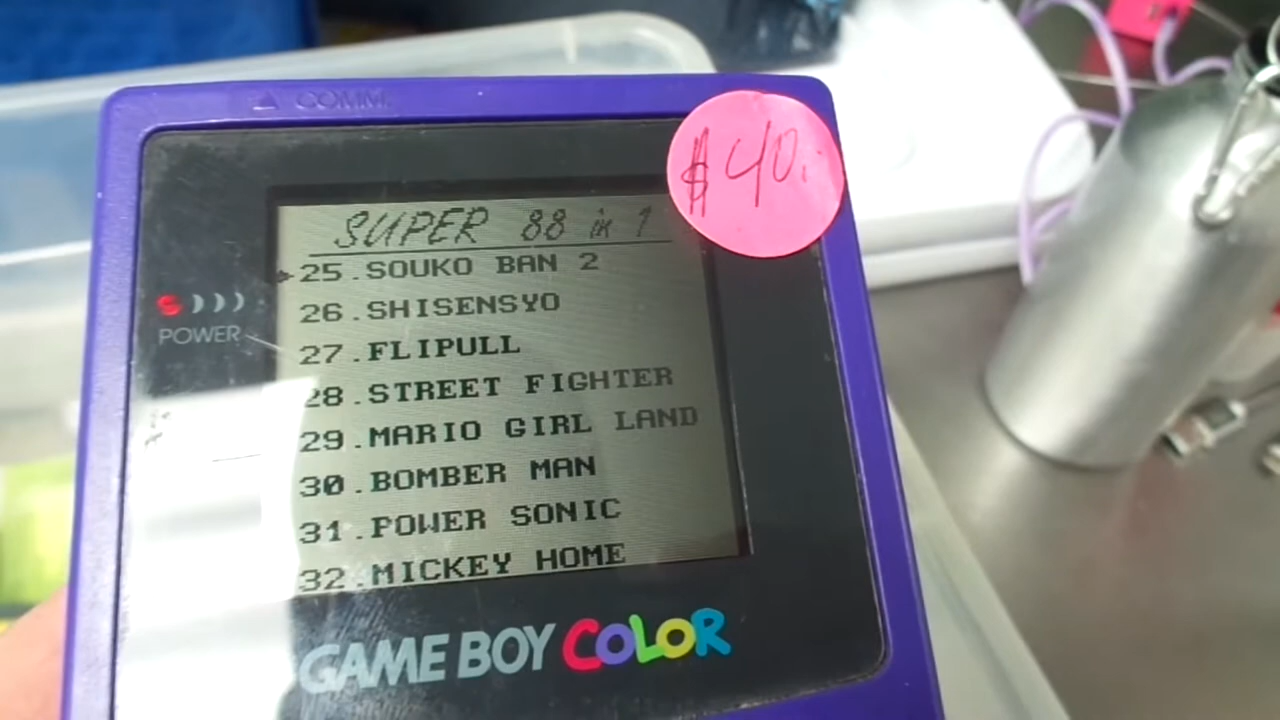 COMM.
$40.
SUPER 88 in 1
25.SOUKO BAN 2
26.SHISENSYO
27.FLIPULL
28.STREET FIGHTER
29.MARIO GIRL LAND
30.BOMBER MAN
31.POWER SONIC
32.MICKEY HOME
POWER
GAME BOY COLOR